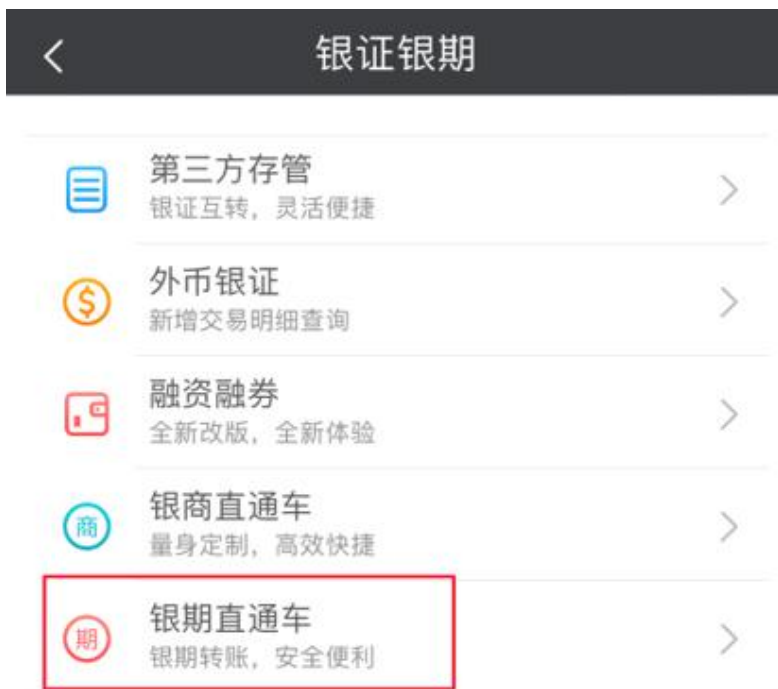 银证银期
第三方存管
银证互转，灵活便捷
$
外币银证
新增交易明细查询
融资融券
全新改版，全新体验
商
银商直通车
量身定制，高效快捷
期
银期直通车
银期转账，安全便利